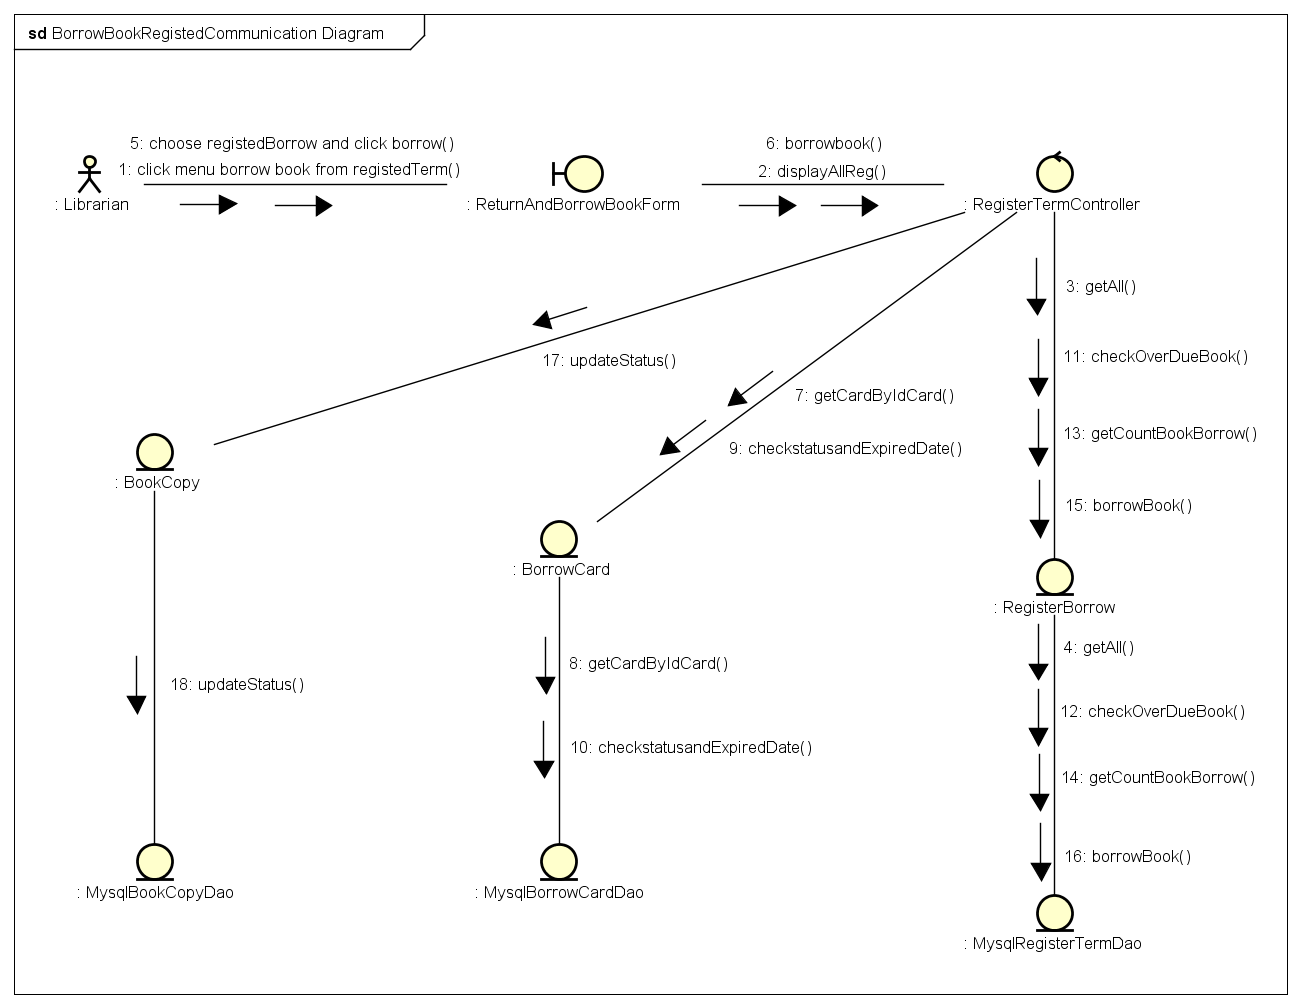 sd BorrowBookRegistedCommunication Diagram
5: choose registedBorrow and click borrow()
1: click menu borrow book from registedTerm()
6: borrowbook()
2: displayAllReg()
: Librarian
: ReturnAndBorrowBookForm
: RegisterTermController
3: getAll()
11: checkOverDueBook()
17: updateStatus()
7: getCardByIdCard()
13: getCountBookBorrow()
9: checkstatusandExpiredDate()
: BookCopy
15: borrowBook()
: BorrowCard
: RegisterBorrow
4: getAll()
8: getCardByIdCard()
18: updateStatus()
12: checkOverDueBook()
10: checkstatusandExpiredDate()
14: getCountBookBorrow()
16: borrowBook()
: MysqlBookCopyDao
: MysqlBorrowCardDao
: MysqlRegisterTermDao